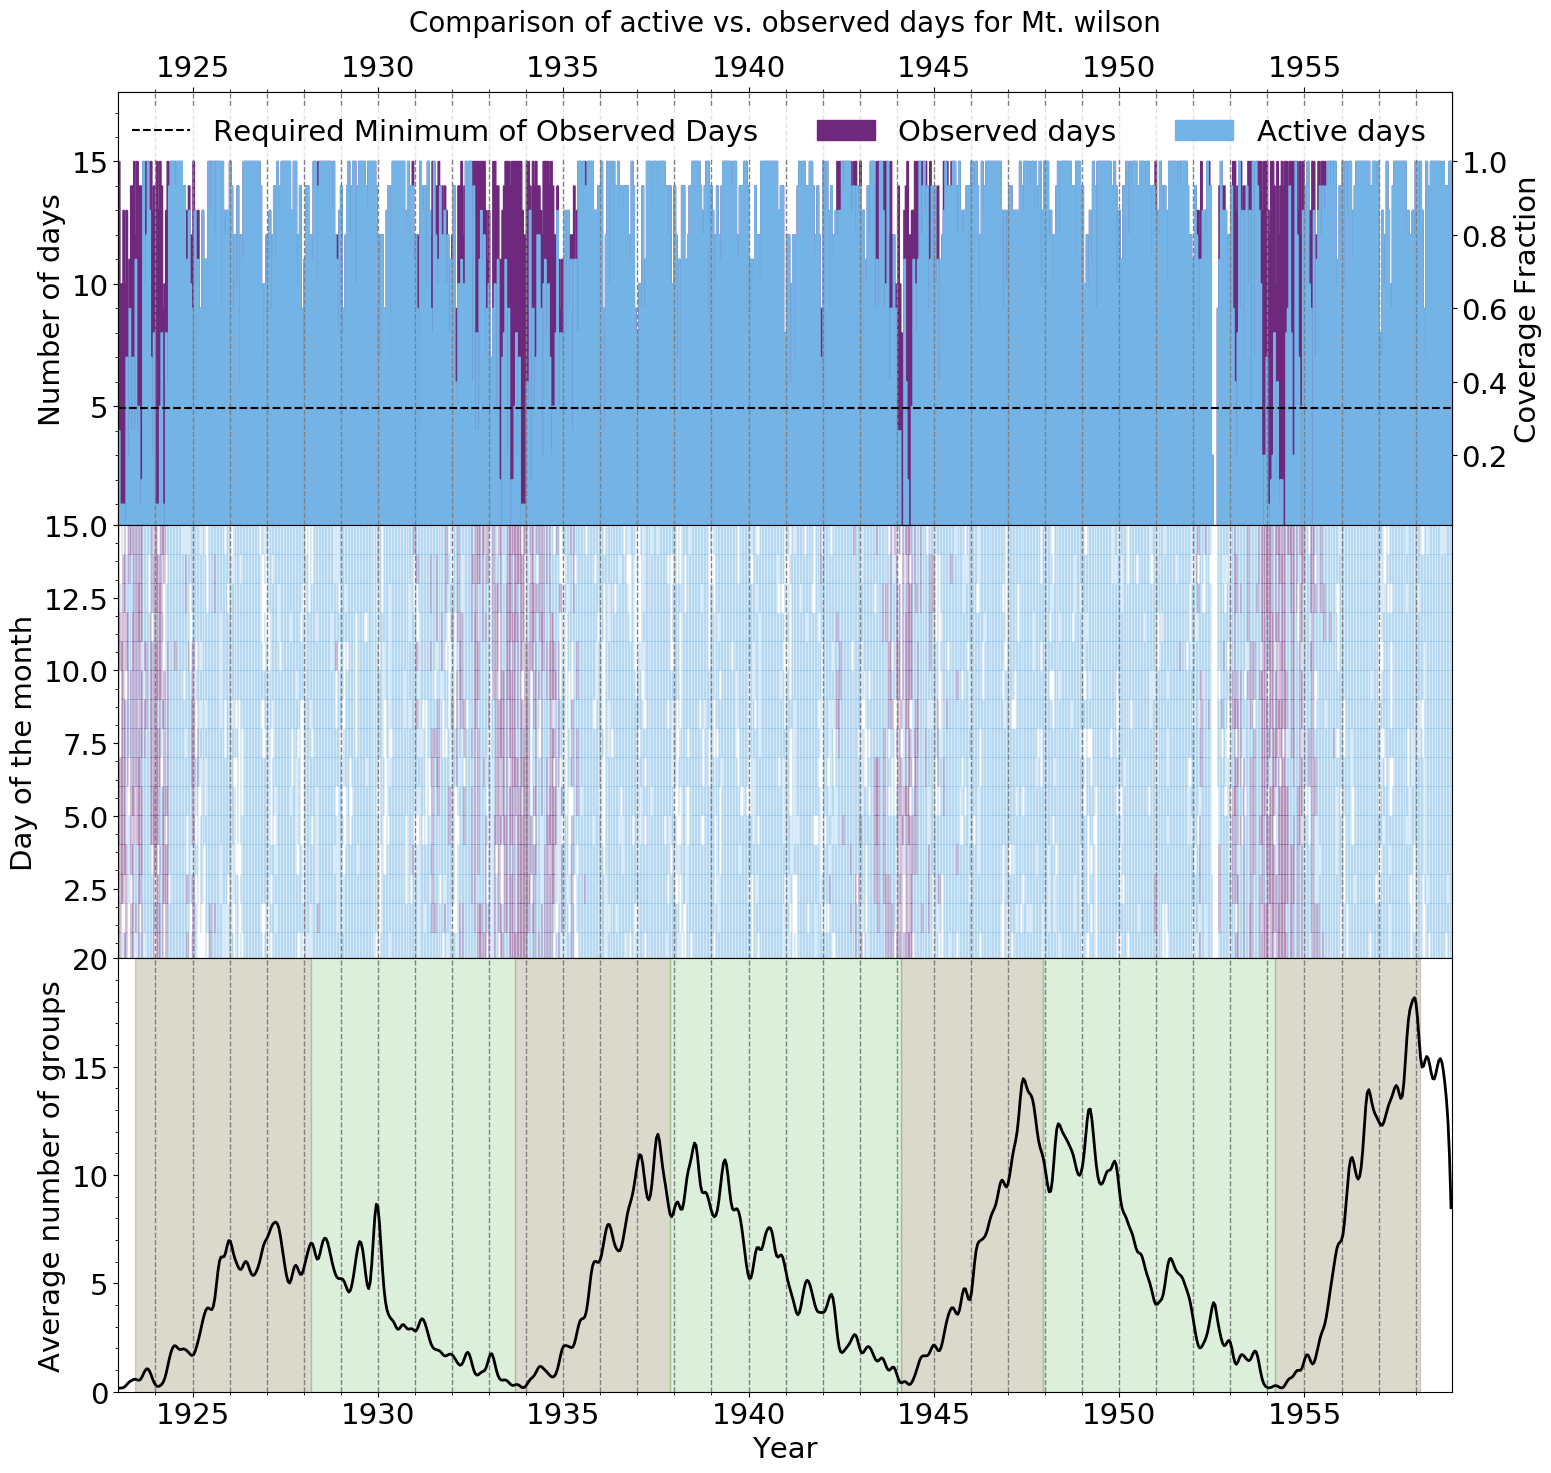 Comparison of active vs. observed days for Mt. wilson
1925 1930 1935 1940 1945 1950 1955
Required Minimum of Observed Days Observed days Active days
Number of days
15
10
5
Coverage Fraction
1.0
0.8
0.6
0.4
0.2
Day of the month
15.0
12.5
10.0
7.5
5.0
2.5
Average number of groups
20
15
10
5
0
1925 1930 1935 1940 1945 1950 1955
Year